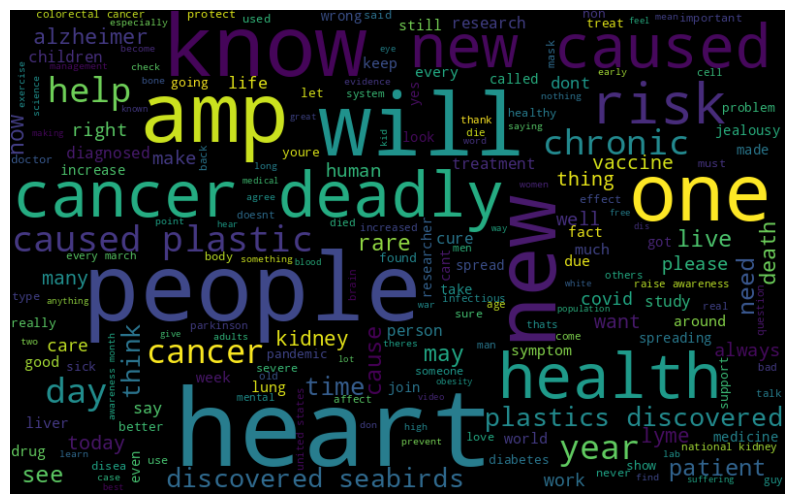 colorectal cancer protect used wrong said research non important
especially mean become
alzheimer children check keep still treat feel
know new caused
help going life let yes every called dont early cell
exercise science management bone eye evidence system mask nothing problem
amp will risk
known great healthy saying jealousy
now right youre thank die kid look word chronic made
doctor diagnosed make back human treatment vaccine must
increase long medical agree doesnt women thing effect free
cancer deadly one
point hear died increased men way well fact dis
caused plastic rare cure researcher much got live death
every march body something found spread cant due others please
many people new covid study need
type anything blood take infectious age white raise awareness real question
really brain war sure population around
two give parkinson adults theres thats come want spreading
good care think cancer kidney person may symptom always
sick pandemic lot cause someone man bad
awareness month week severe obesity support talk
day old lung time join health
say mental affect video
liver better heart don high love plastics discovered
today united states prevent world year lyme medicine
drug disea even diabetes national kidney
learn use case never show lab patient
see best discovered seabirds work find suffering guy
making